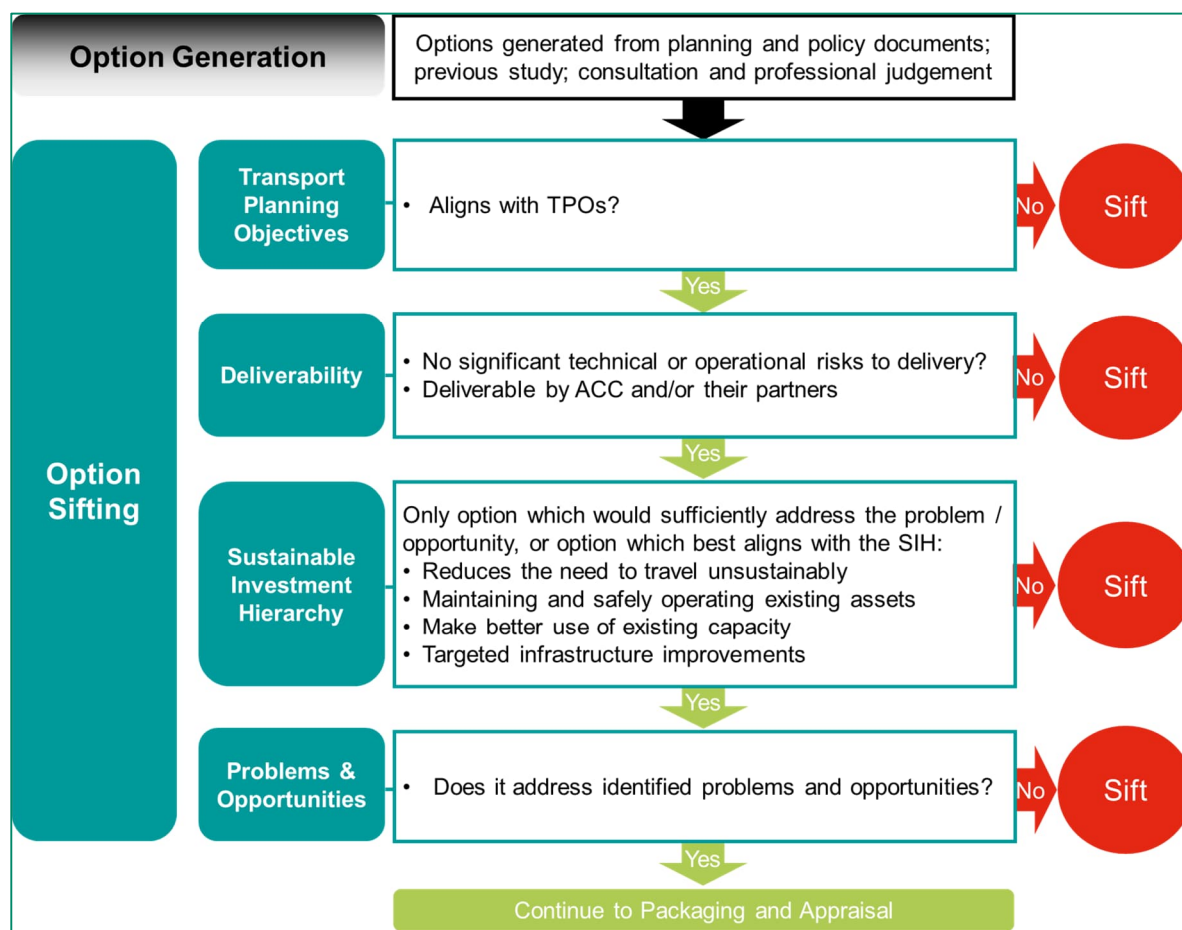 Option Generation
Options generated from planning and policy documents;
previous study; consultation and professional judgement
Option
Sifting
Transport
Planning
Objectives
• Aligns with TPOs?
No
Sift
Yes
Deliverability
• No significant technical or operational risks to delivery?
• Deliverable by ACC and/or their partners
No
Sift
Yes
Sustainable
Investment
Hierarchy
Only option which would sufficiently address the problem /
opportunity, or option which best aligns with the SIH:
• Reduces the need to travel unsustainably
• Maintaining and safely operating existing assets
• Make better use of existing capacity
• Targeted infrastructure improvements
No
Sift
Yes
Problems &
Opportunities
• Does it address identified problems and opportunities?
No
Sift
Yes
Continue to Packaging and Appraisal